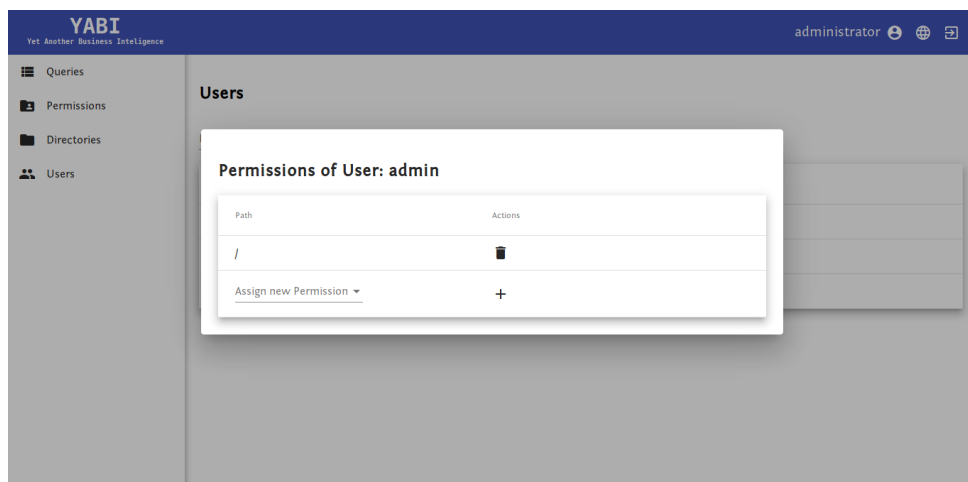 YABI
Yet Another Business Inteligence
administrator
Queries
Permissions
Directories
Users
Users
Permissions of User: admin
Path Actions
/
Assign new Permission